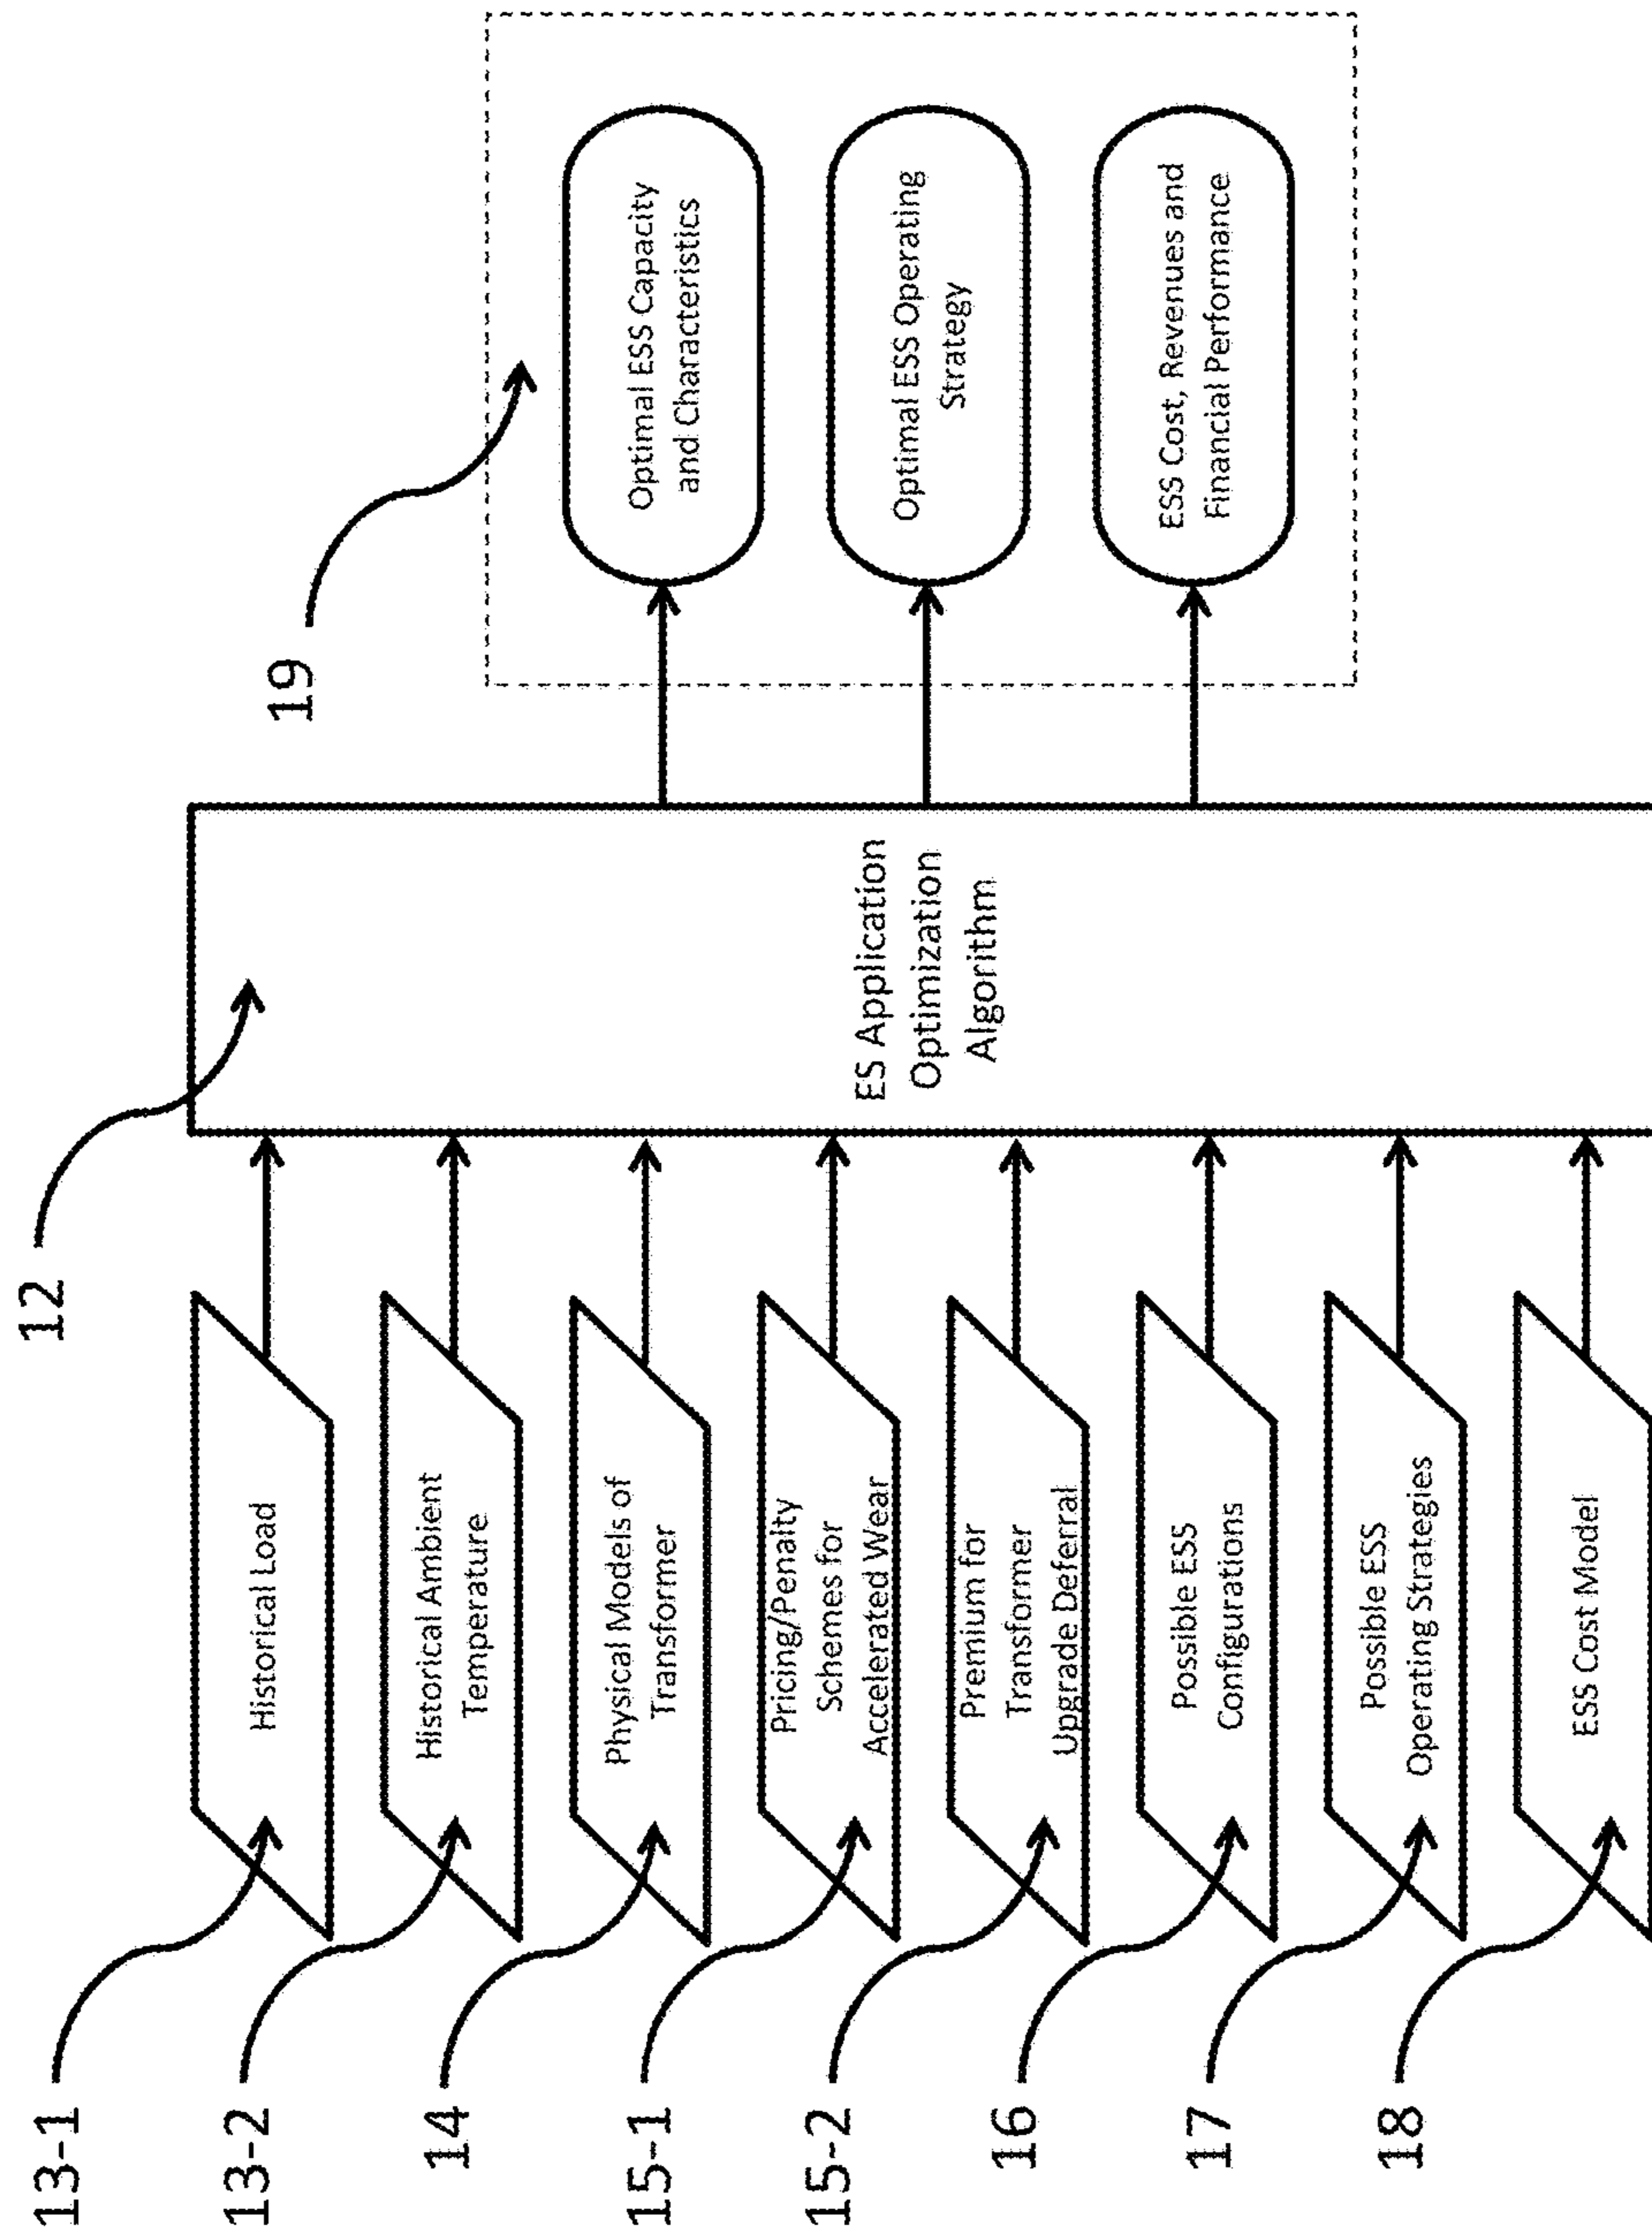 12
19
13-1
Historical Load
13-2
Historical Ambient
Temperature
14
Physical Models of
Transformer
15-1
Pricing/Penalty
Schemes for
Accelerated Wear
15-2
Premium for
Transformer
Upgrade Deferral
16
Possible ESS
Configurations
17
Possible ESS
Operating Strategies
18
ESS Cost Model
ES Application
Optimization
Algorithm
Optimal ESS Capacity
and Characteristics
Optimal ESS Operating
Strategy
ESS Cost, Revenues and
Financial Performance